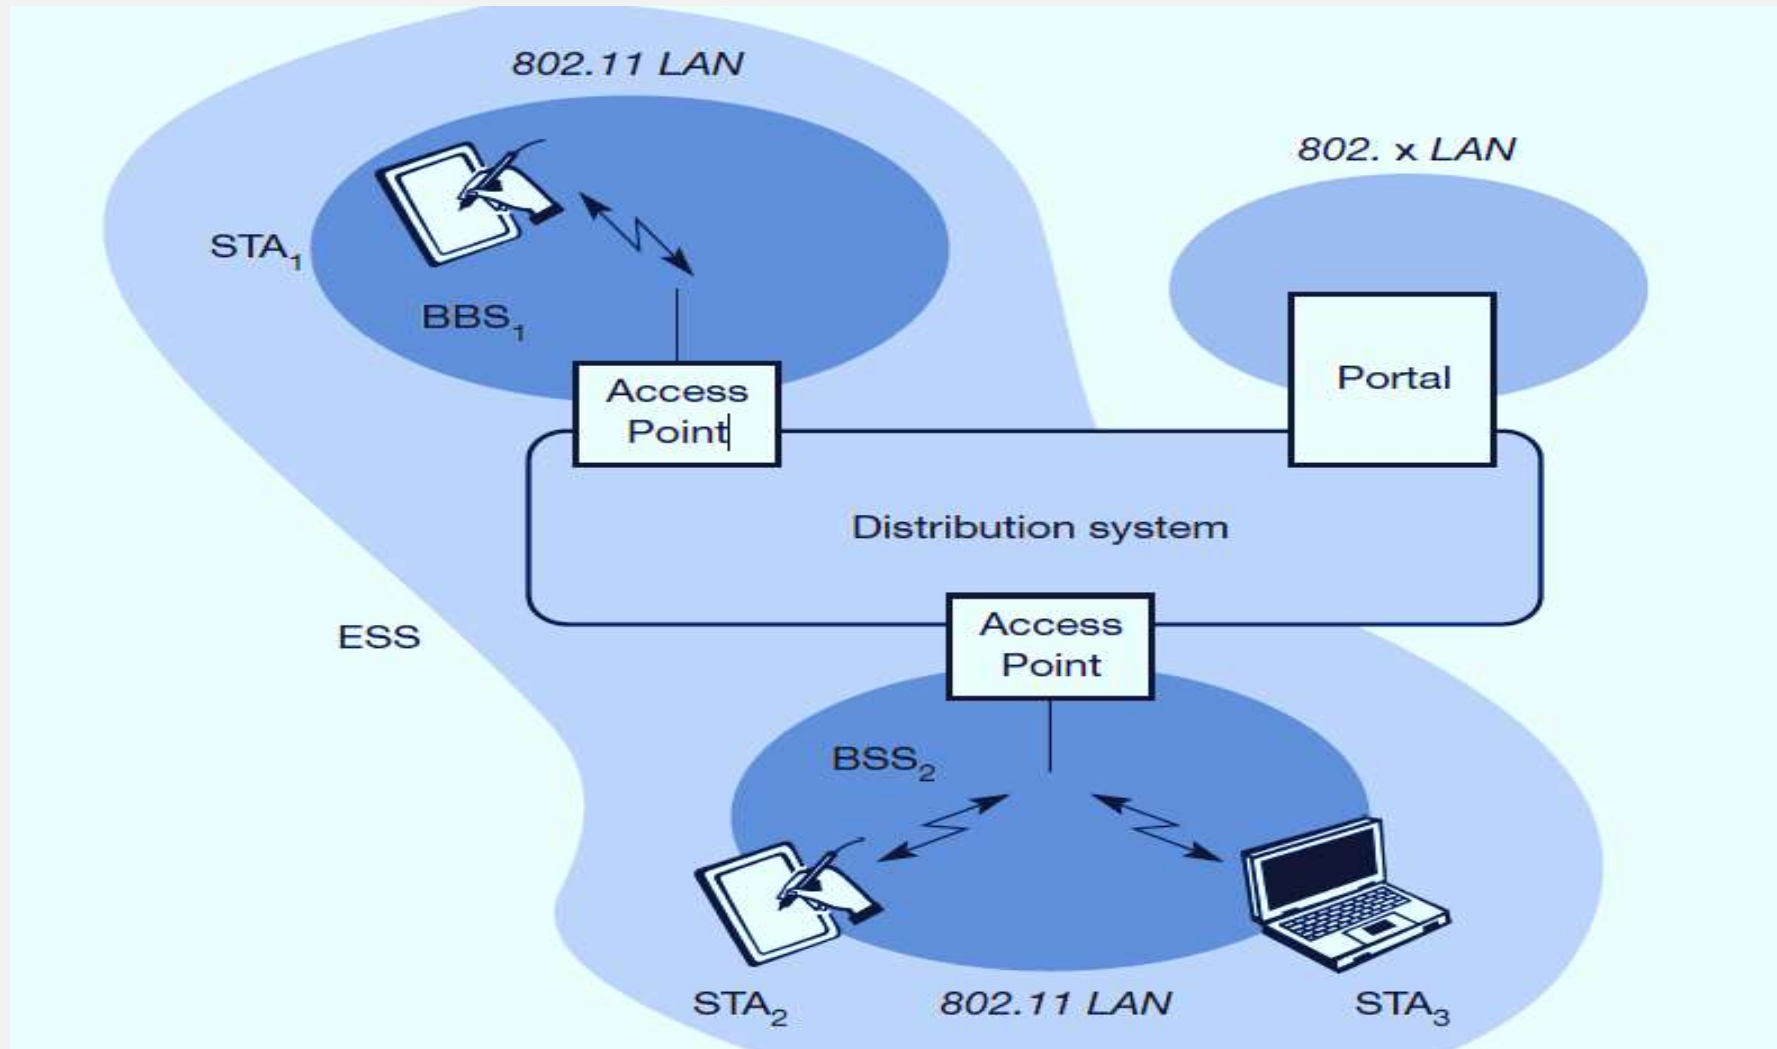 802.11 LAN
802. x LAN
STA₁
BBS₁
Access
Point
Portal
Distribution system
ESS
Access
Point
BSS₂
STA₂
802.11 LAN
STA₃